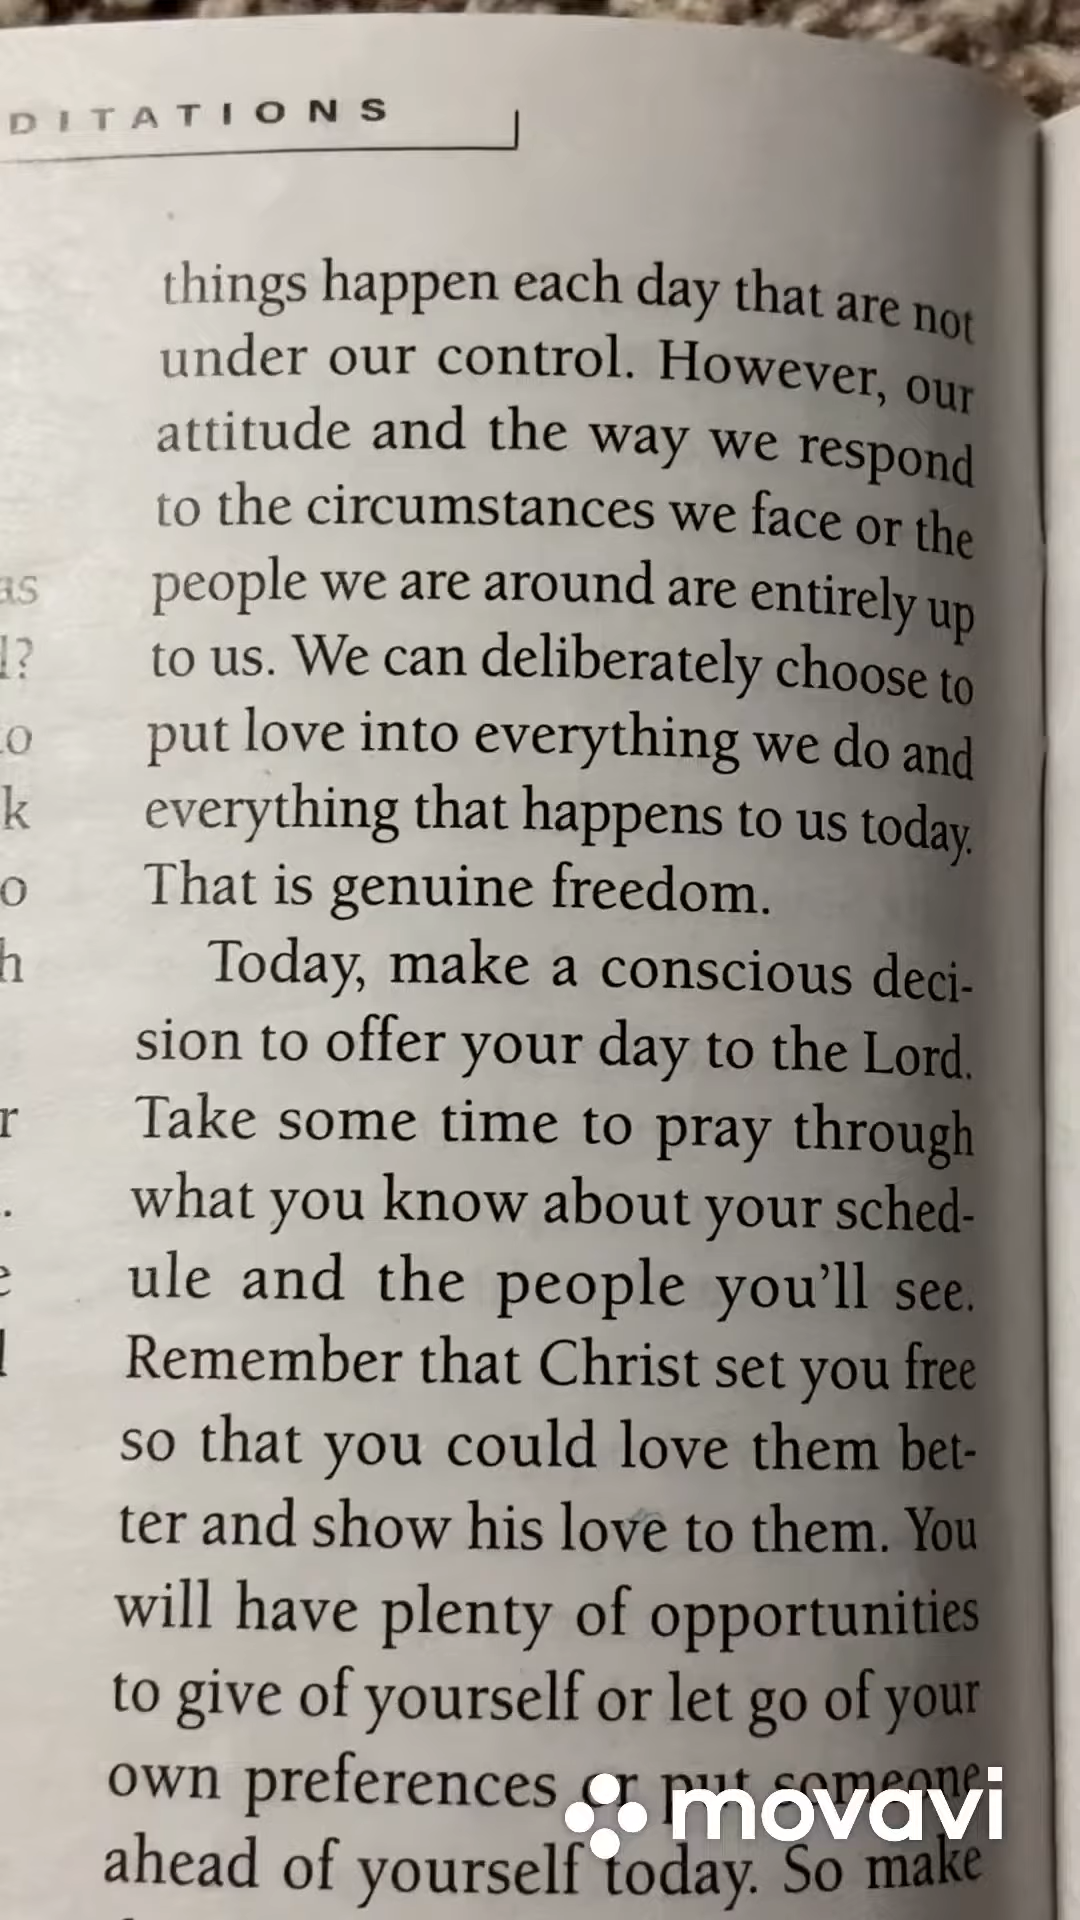 DITATIONS
things happen each day that are not
under our control. However, our
attitude and the way we respond
to the circumstances we face or the
people we are around are entirely up
to us. We can deliberately choose to
put love into everything we do and
everything that happens to us today.
That is genuine freedom.
Today, make a conscious deci-
sion to offer your day to the Lord.
Take some time to pray through
what you know about your sched-
ule and the people you'll see.
Remember that Christ set you free
so that you could love them bet-
ter and show his love to them. You
will have plenty of opportunities
to give of yourself or let go of your
own preferences or put someone
ahead of yourself today. So make
as
l?
to
k
o
h
r
.
e
l
movavi